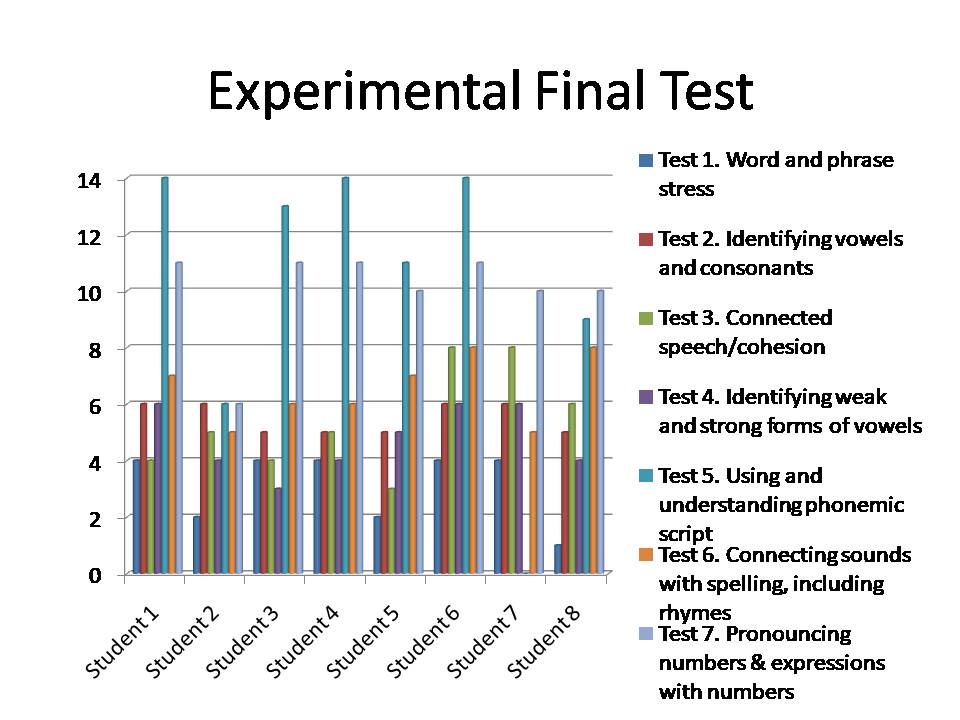 Experimental Final Test
14
12
10
8
6
4
2
0
Student 1
Student 2
Student 3
Student 4
Student 5
Student 6
Student 7
Student 8
Test 1. Word and phrase
stress
Test 2. Identifying vowels
and consonants
Test 3. Connected
speech/cohesion
Test 4. Identifying weak
and strong forms of vowels
Test 5. Using and
understanding phonemic
script
Test 6. Connecting sounds
with spelling, including
rhymes
Test 7. Pronouncing
numbers & expressions
with numbers